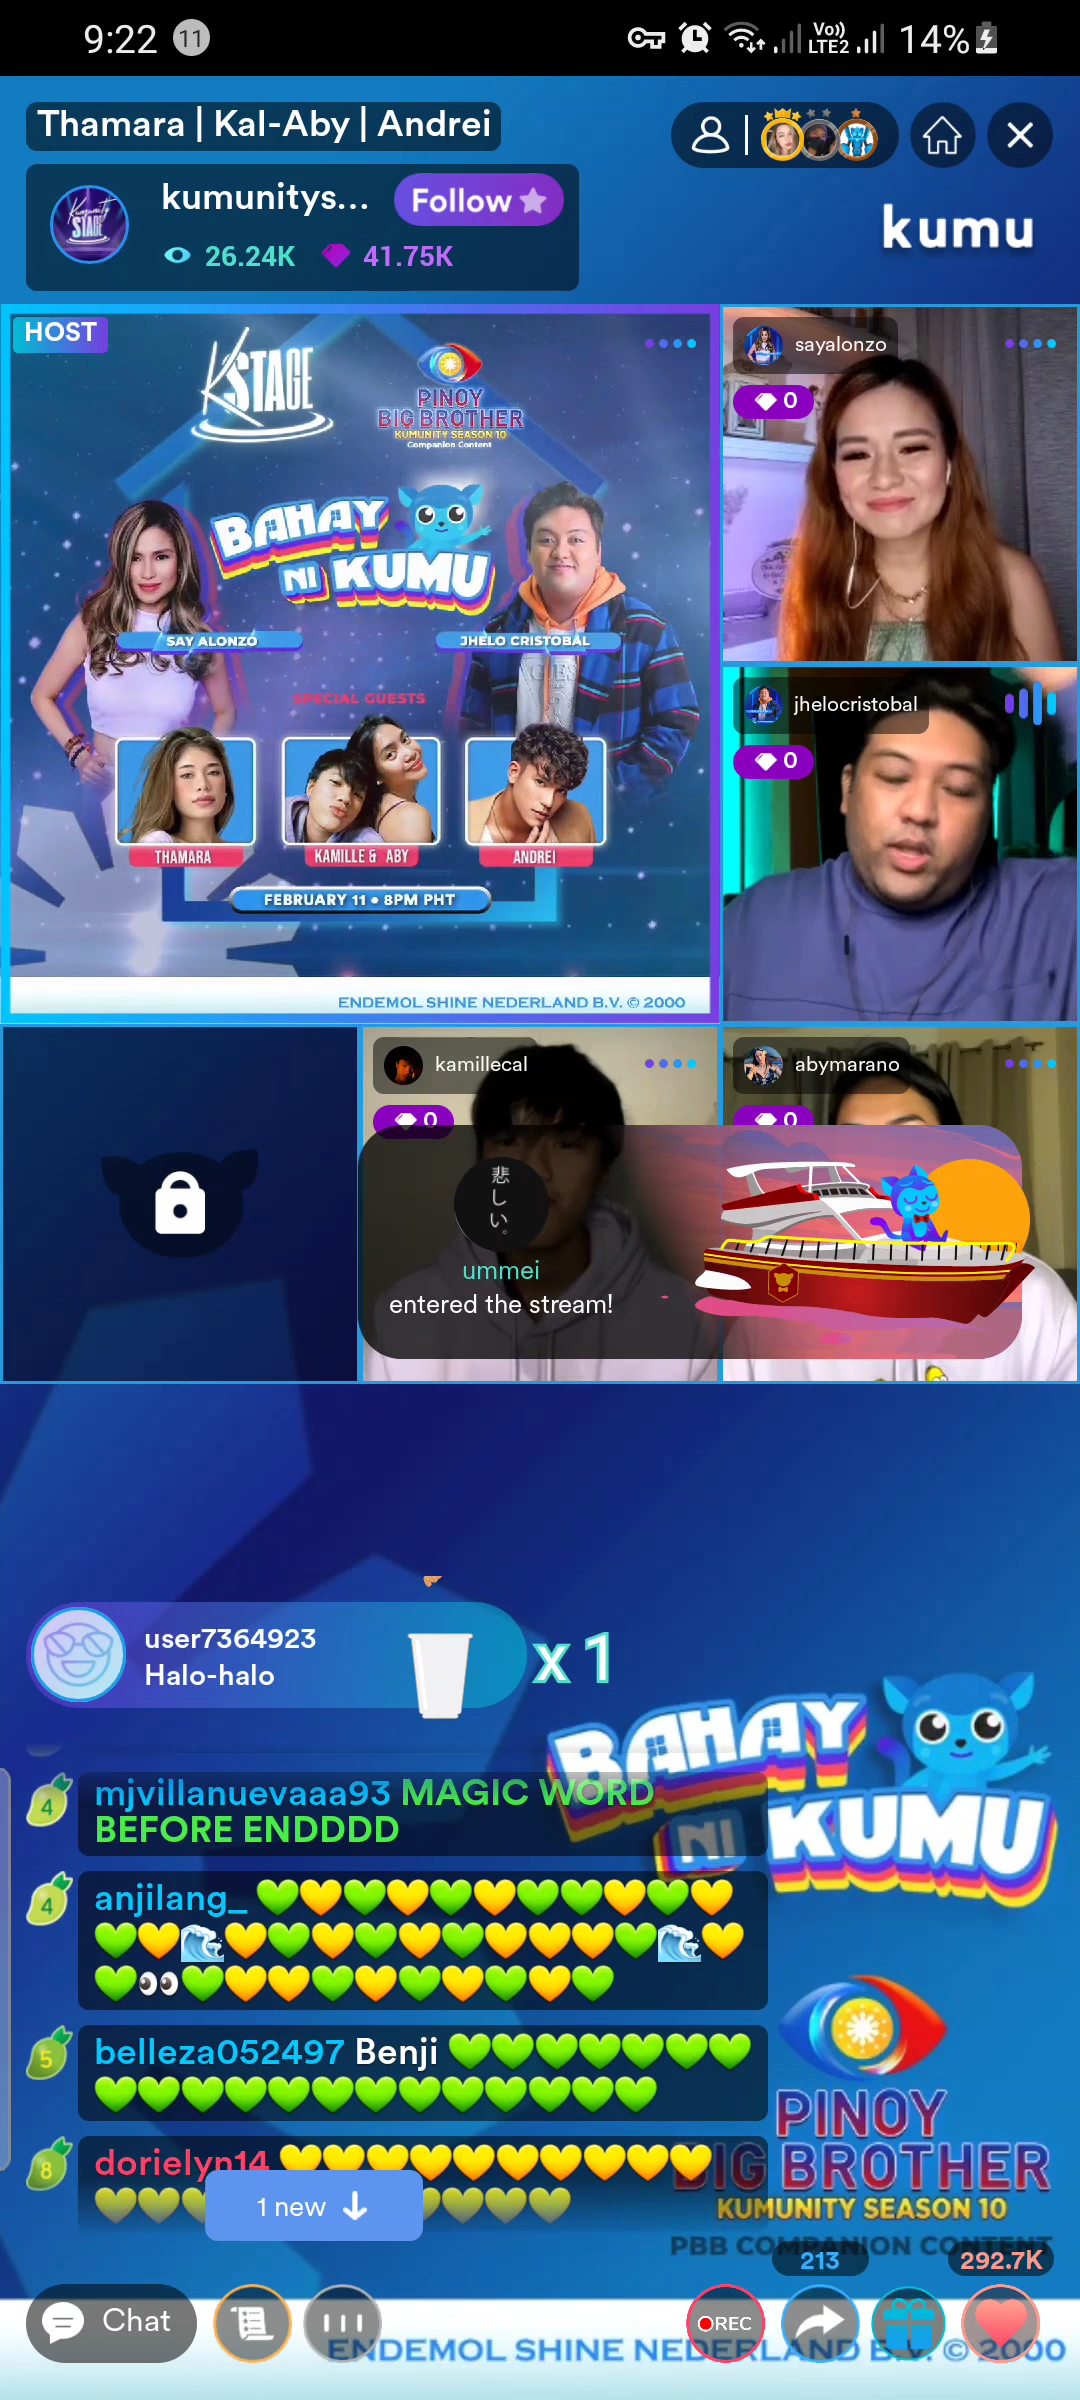 9:22 11 Vo)) LTE2 14%
Thamara | Kal-Aby | Andrei
Kumunity STAGE
kumunitys... Follow
26.24K 41.75K
kumu
HOST
KSTAGE
PINOY
BIG BROTHER
KUMUNITY SEASON 10
Companion Content
BAHAY
NI KUMU
SAY ALONZO
JHELO CRISTOBAL
SPECIAL GUESTS
THAMARA
KAMILLE & ABY
ANDREI
FEBRUARY 11 • 8PM PHT
ENDEMOL SHINE NEDERLAND B.V. © 2000
sayalonzo
0
jhelocristobal
0
kamillecal
0
abymarano
0
悲しい。
ummei
entered the stream!
user7364923
Halo-halo
x 1
BAHAY
NI KUMU
4 mjvillanuevaaa93 MAGIC WORD
BEFORE ENDDDD
4 anjilang_ 💚💛💚💛💚💛💚💚💛💚💛
💚💛🌊💛💚💛💚💛💚💛💛💛💚🌊💛
💚👀💚💛💛💚💛💚💛💚💛💚
5 belleza052497 Benji 💚💚💚💚💚💚💚
💚💚💚💚💚💚💚💚💚💚💚💚💚
8 dorielyn14 💛💛💛💛💛💛💛💛💛💛
1 new
PINOY
BIG BROTHER
KUMUNITY SEASON 10
PBB COMPANION CONTENT
213
292.7K
Chat
REC
ENDEMOL SHINE NEDERLAND B.V. © 2000